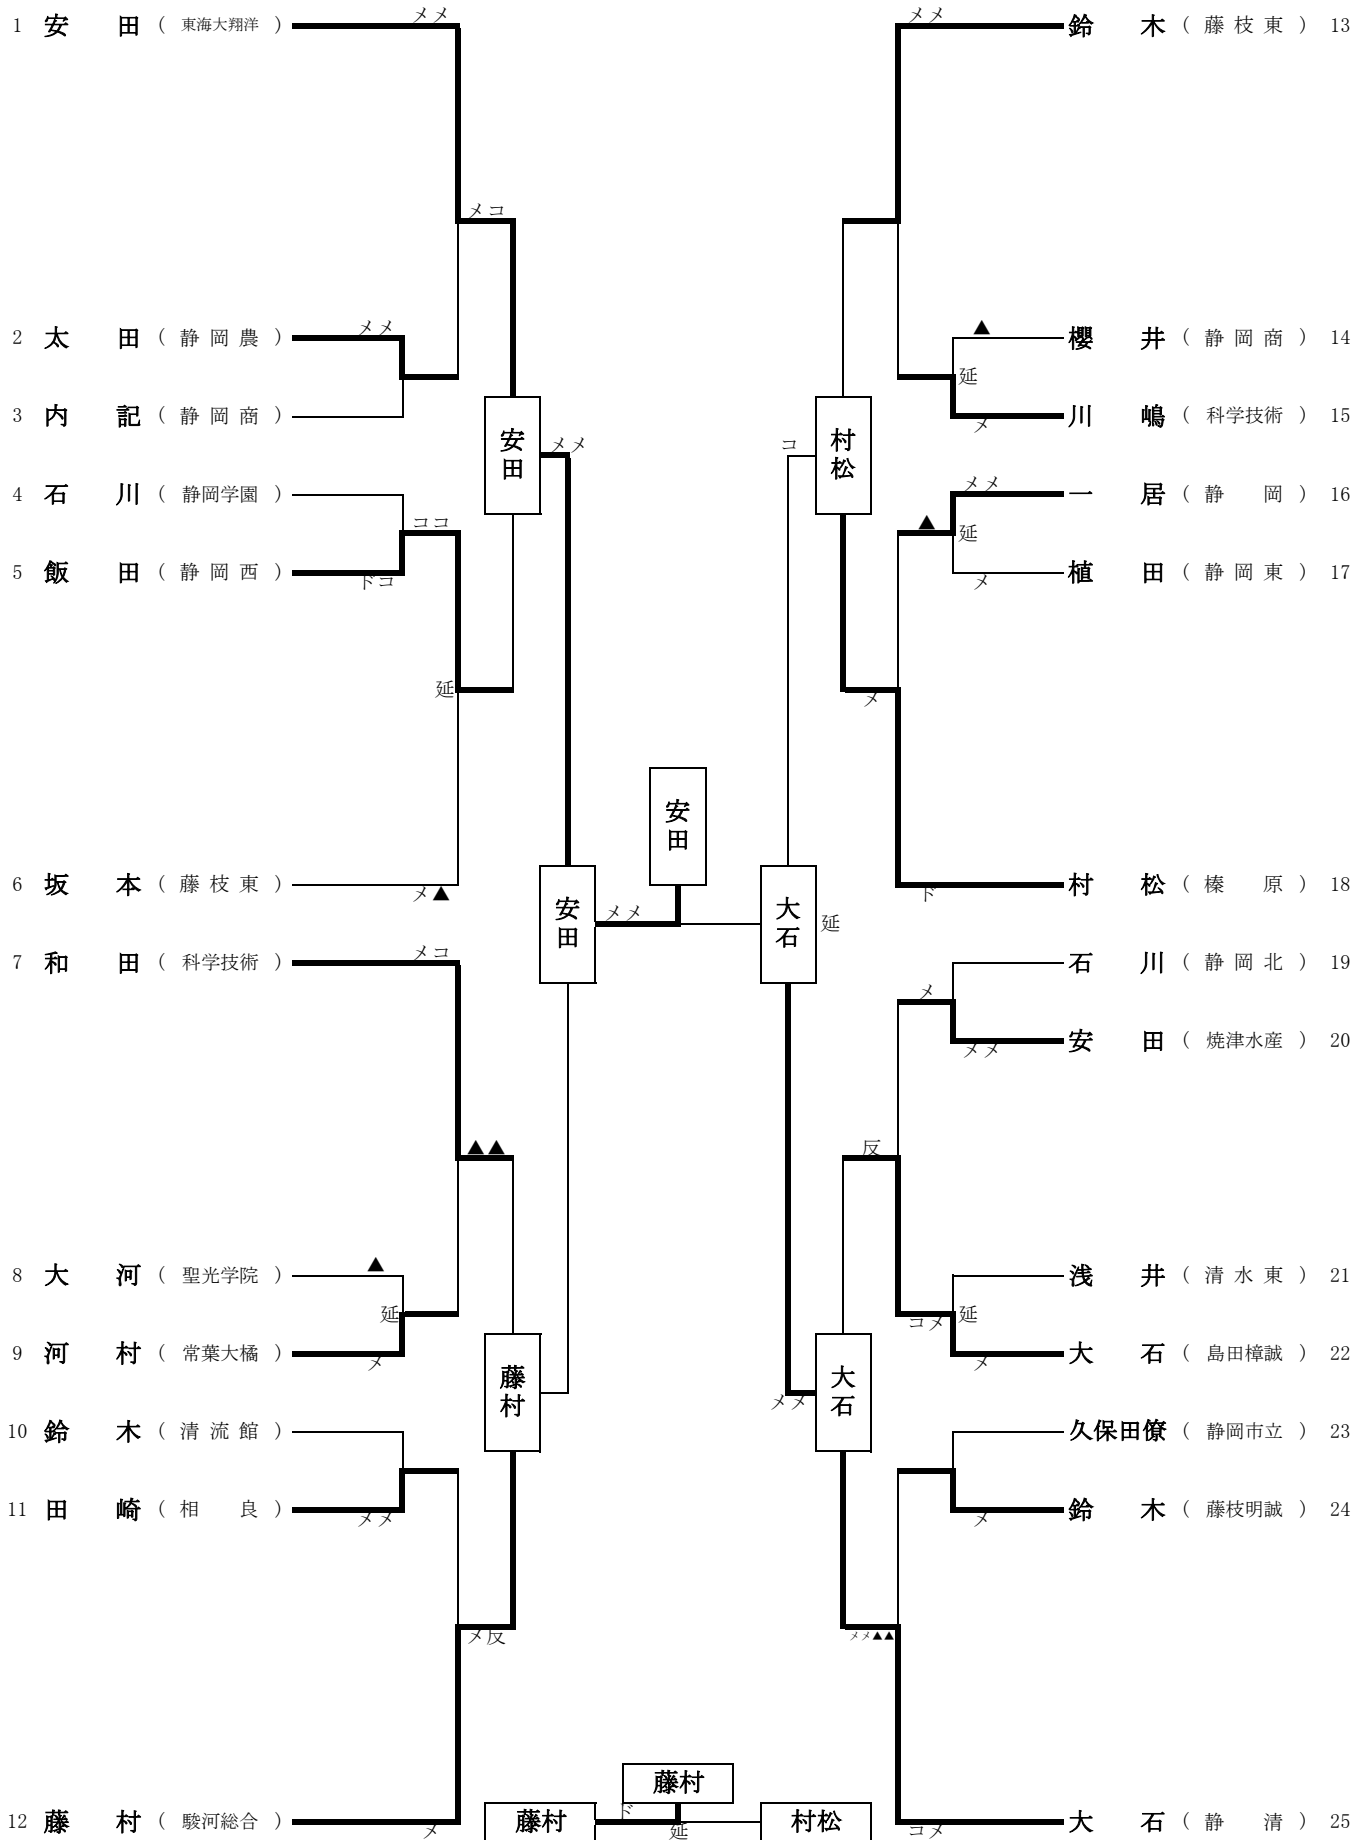 1 安田 （ 東海大翔洋 ）
メメ
メコ
2 太田 （ 静岡農 ）
メメ
3 内記 （ 静岡商 ）
4 石川 （ 静岡学園 ）
ココ
5 飯田 （ 静岡西 ）
ドコ
延
6 坂本 （ 藤枝東 ）
メ▲
7 和田 （ 科学技術 ）
メコ
▲▲
8 大河 （ 聖光学院 ）
▲
延
9 河村 （ 常葉大橘 ）
メ
10 鈴木 （ 清流館 ）
11 田崎 （ 相良 ）
メメ
メ反
12 藤村 （ 駿河総合 ）
メ
安田
メメ
藤村
安田
メメ
安田
大石
延
コ
村松
メメ
大石
藤村
ド
延
藤村
村松
メメ
鈴木 （ 藤枝東 ） 13
▲
櫻井 （ 静岡商 ） 14
延
川嶋 （ 科学技術 ） 15
メ
メメ
一居 （ 静岡 ） 16
▲
延
植田 （ 静岡東 ） 17
メ
メ
村松 （ 榛原 ） 18
ド
石川 （ 静岡北 ） 19
メ
安田 （ 焼津水産 ） 20
メメ
反
浅井 （ 清水東 ） 21
コメ
延
大石 （ 島田樟誠 ） 22
メ
久保田僚 （ 静岡市立 ） 23
鈴木 （ 藤枝明誠 ） 24
メ
メメ▲▲
大石 （ 静清 ） 25
コメ